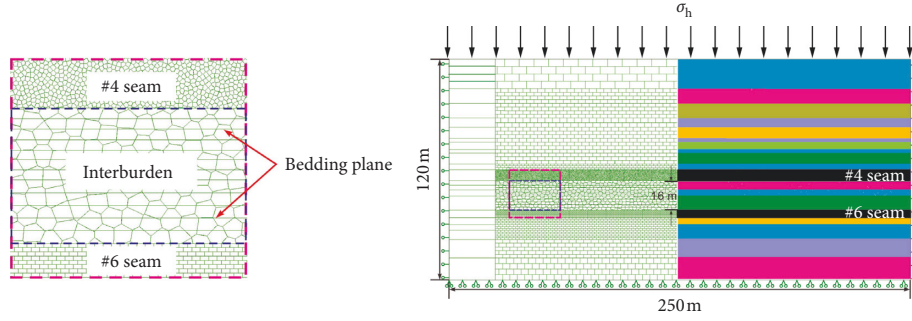 #4 seam
Interburden
Bedding plane
#6 seam
σh
120 m
16 m
#4 seam
#6 seam
250 m